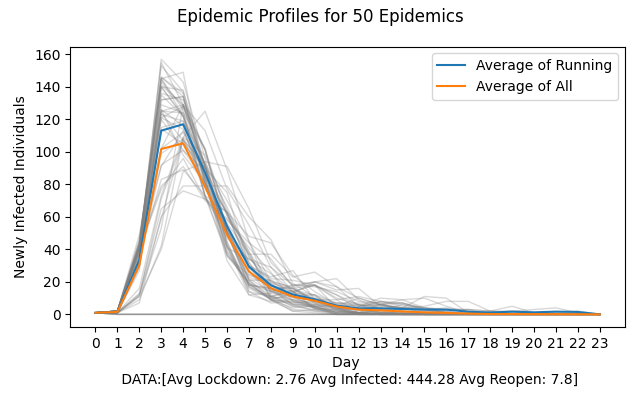 Epidemic Profiles for 50 Epidemics
160
140
120
100
80
60
40
20
0
Newly Infected Individuals
Average of Running
Average of All
0 1 2 3 4 5 6 7 8 9 10 11 12 13 14 15 16 17 18 19 20 21 22 23
Day
DATA:[Avg Lockdown: 2.76 Avg Infected: 444.28 Avg Reopen: 7.8]